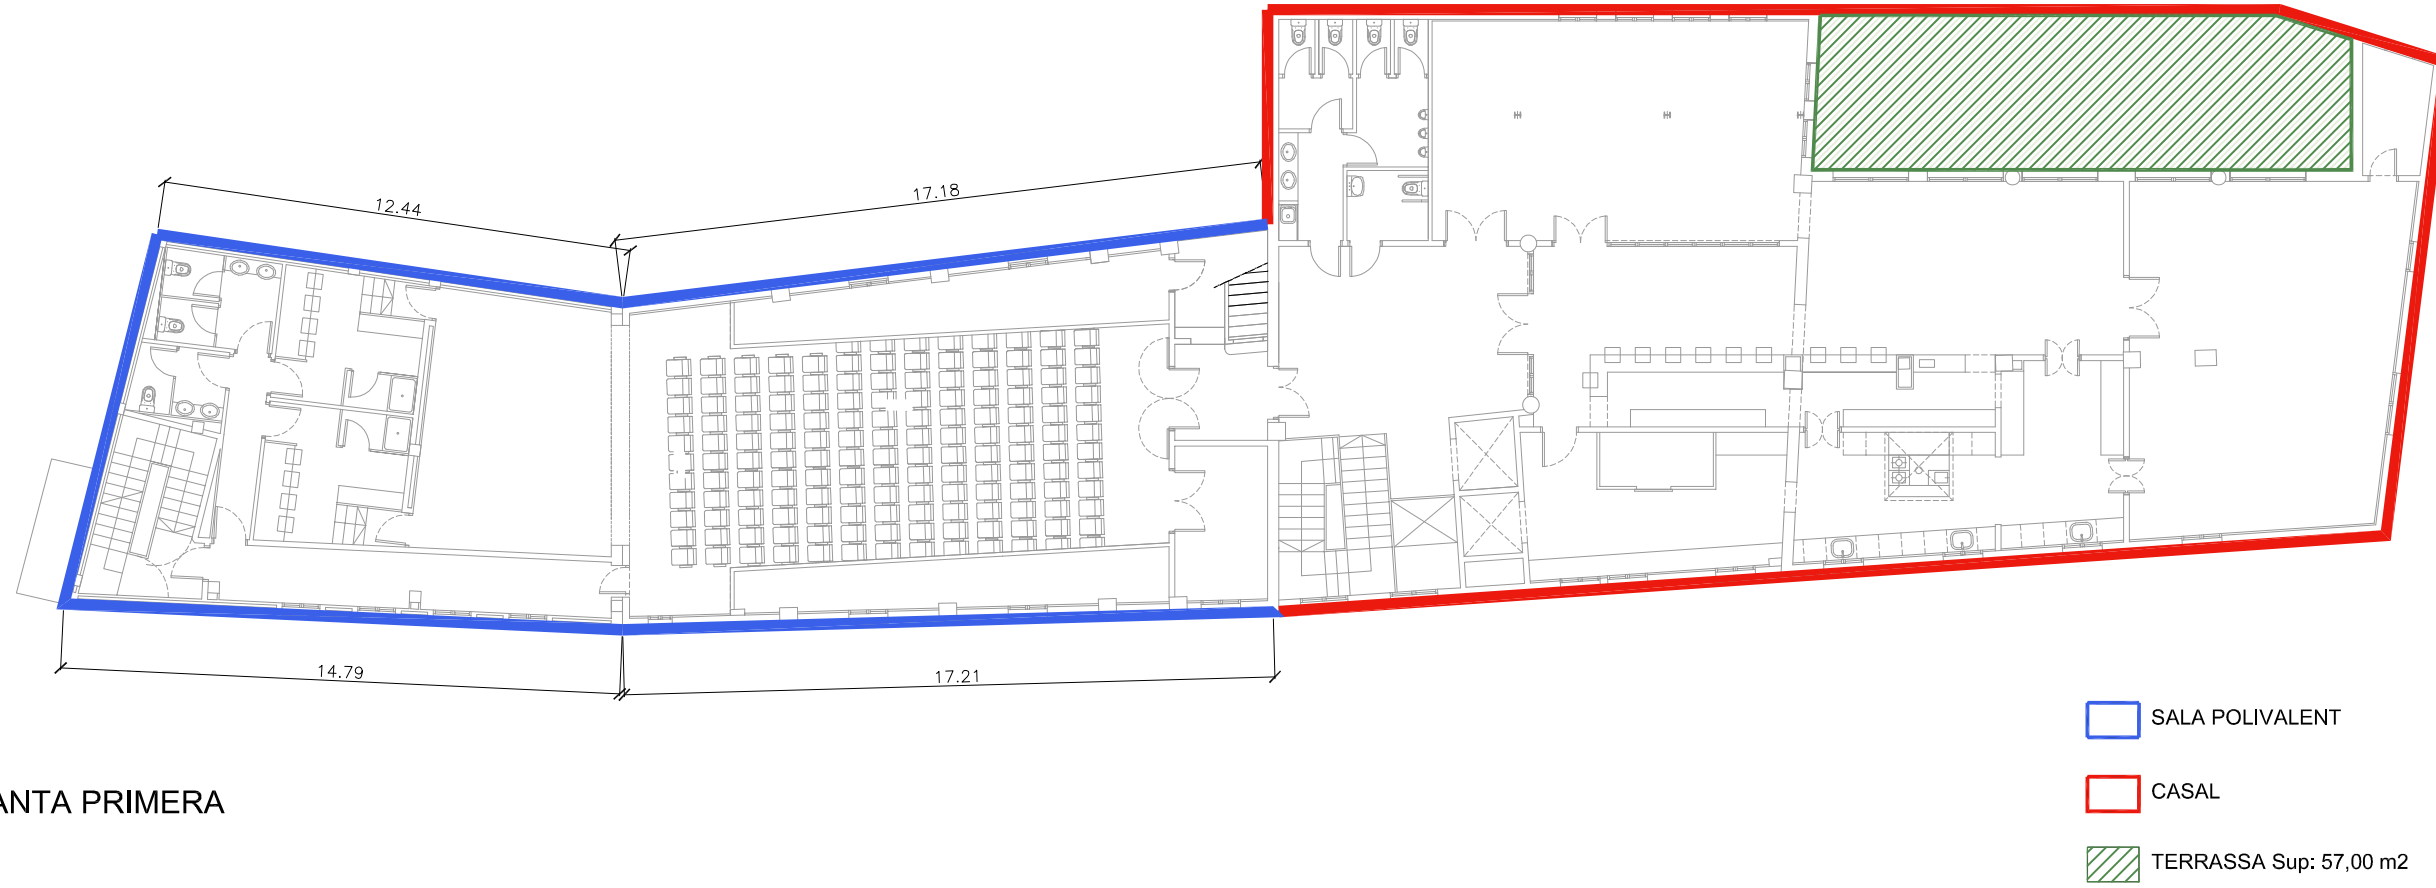 12.44
17.18
14.79
17.21
SALA POLIVALENT
ANTA PRIMERA
CASAL
TERRASSA Sup: 57,00 m2